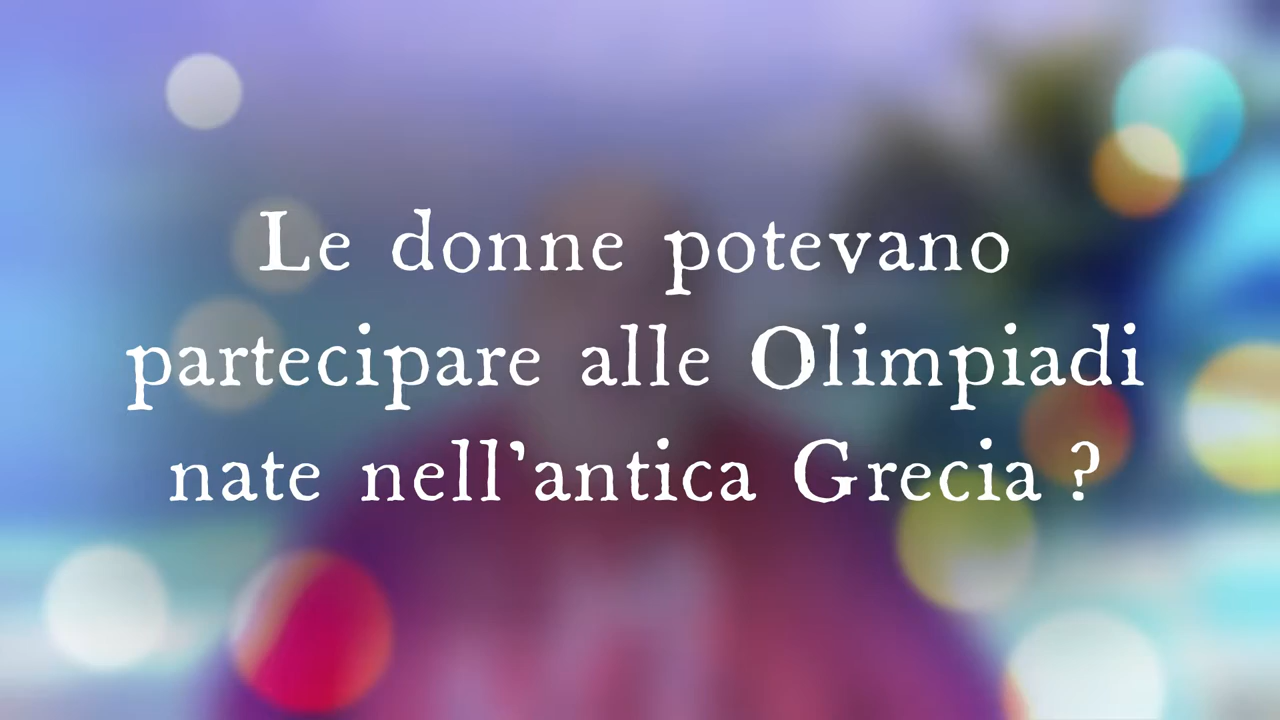 Le donne potevano
partecipare alle Olimpiadi
nate nell'antica Grecia ?